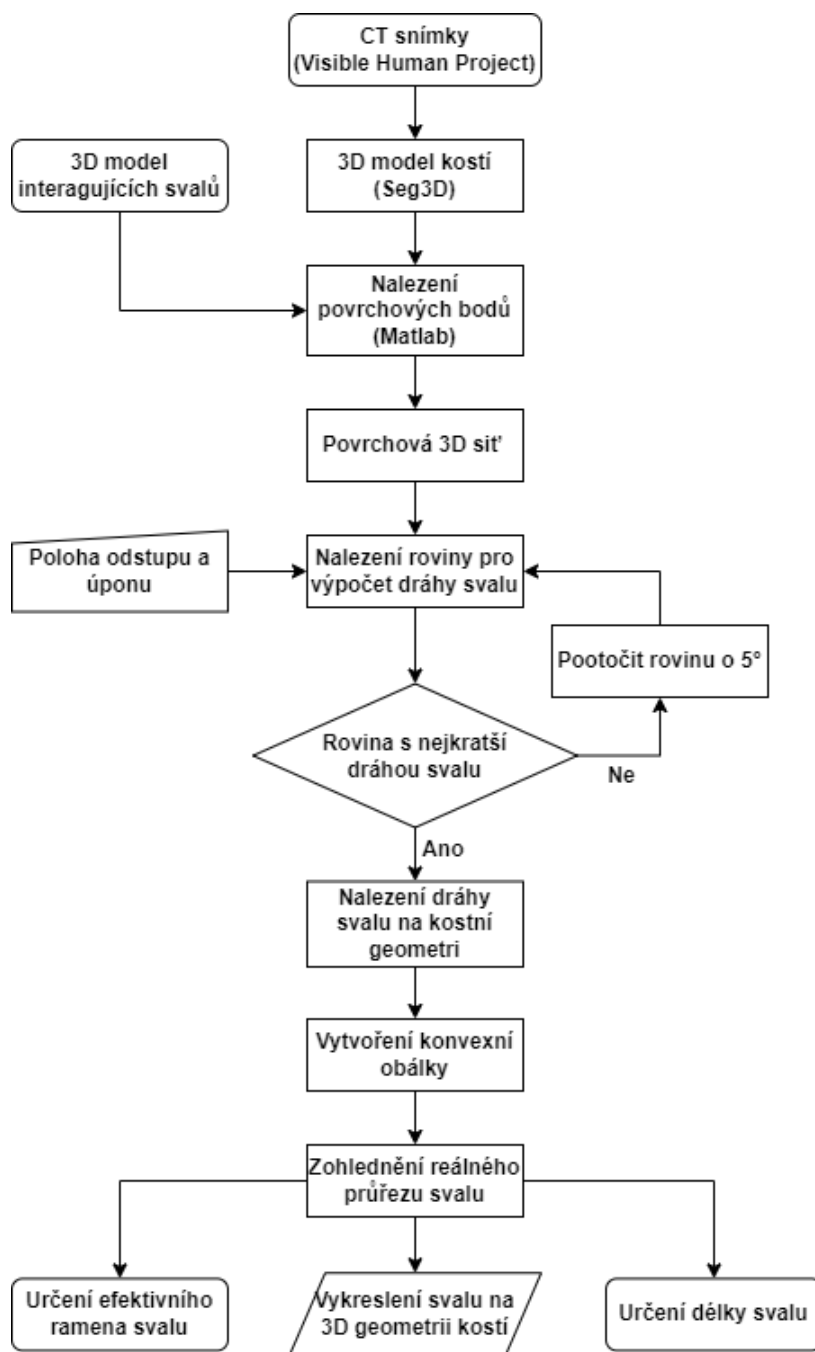 CT snímky
(Visible Human Project)
3D model
interagujících svalů
3D model kostí
(Seg3D)
Nalezení
povrchových bodů
(Matlab)
Povrchová 3D siť
Poloha odstupu a
úponu
Nalezení roviny pro
výpočet dráhy svalu
Pootočit rovinu o 5°
Rovina s nejkratší
dráhou svalu
Ne
Ano
Nalezení dráhy
svalu na kostní
geometri
Vytvoření konvexní
obálky
Zohlednění reálného
průřezu svalu
Určení efektivního
ramena svalu
Vykreslení svalu na
3D geometrii kostí
Určení délky svalu